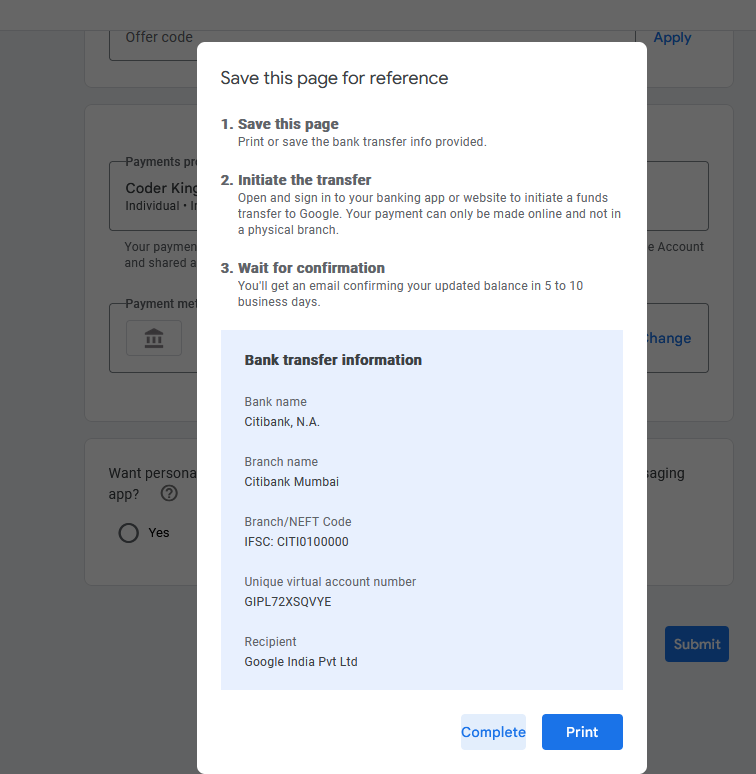 Offer code
Apply
Save this page for reference
1. Save this page
Print or save the bank transfer info provided.
Payments pr
2. Initiate the transfer
Coder King
Open and sign in to your banking app or website to initiate a funds
Individual • I
transfer to Google. Your payment can only be made online and not in
a physical branch.
Your paymen
e Account
and shared a
3. Wait for confirmation
You'll get an email confirming your updated balance in 5 to 10
business days.
Payment met
Change
Bank transfer information
Bank name
Citibank, N.A.
Branch name
Citibank Mumbai
Want persona
saging
app?
Yes
Branch/NEFT Code
IFSC: CITI0100000
Unique virtual account number
GIPL72XSQVYE
Recipient
Google India Pvt Ltd
Submit
Complete
Print